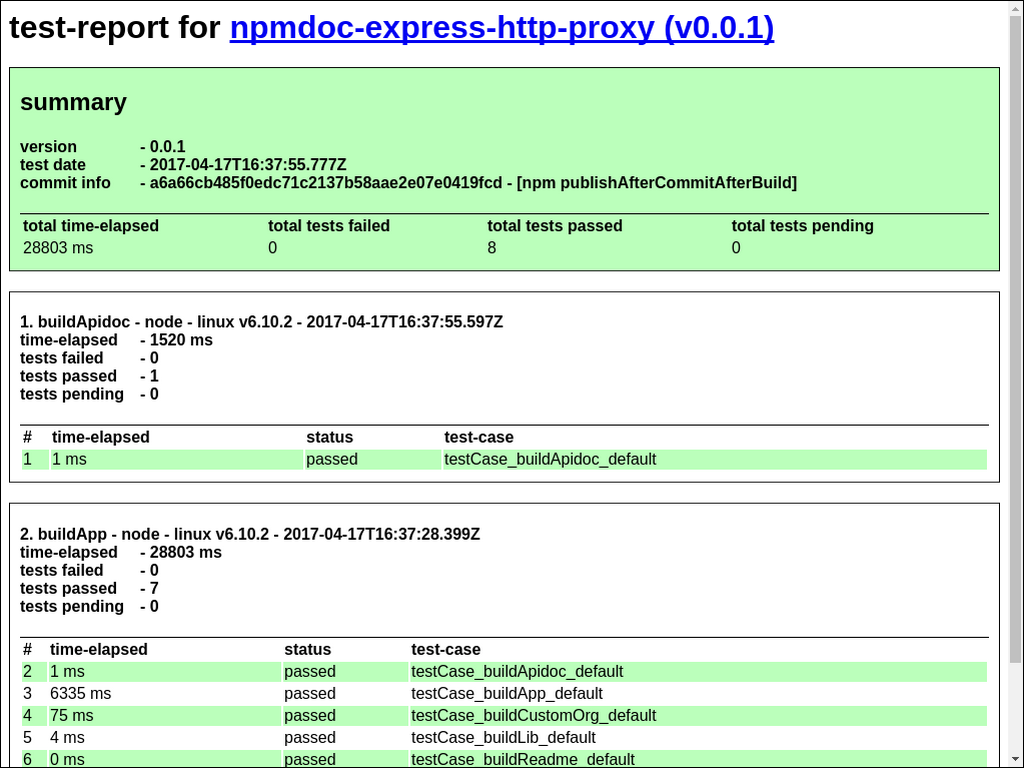 test-report for npmdoc-express-http-proxy (v0.0.1)
summary
version - 0.0.1
test date - 2017-04-17T16:37:55.777Z
commit info - a6a66cb485f0edc71c2137b58aae2e07e0419fcd - [npm publishAfterCommitAfterBuild]
total time-elapsed total tests failed total tests passed total tests pending
28803 ms 0 8 0
1. buildApidoc - node - linux v6.10.2 - 2017-04-17T16:37:55.597Z
time-elapsed - 1520 ms
tests failed - 0
tests passed - 1
tests pending - 0
# time-elapsed status test-case
1 1 ms passed testCase_buildApidoc_default
2. buildApp - node - linux v6.10.2 - 2017-04-17T16:37:28.399Z
time-elapsed - 28803 ms
tests failed - 0
tests passed - 7
tests pending - 0
# time-elapsed status test-case
2 1 ms passed testCase_buildApidoc_default
3 6335 ms passed testCase_buildApp_default
4 75 ms passed testCase_buildCustomOrg_default
5 4 ms passed testCase_buildLib_default
6 0 ms passed testCase_buildReadme_default